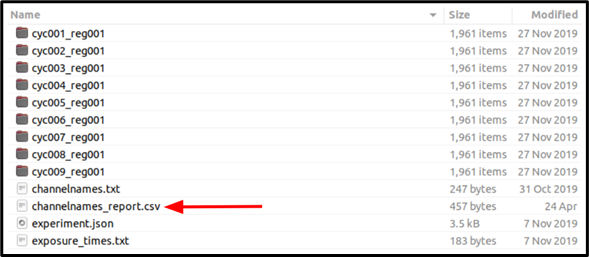 Name Size Modified
cyc001_reg001 1,961 items 27 Nov 2019
cyc002_reg001 1,961 items 27 Nov 2019
cyc003_reg001 1,961 items 27 Nov 2019
cyc004_reg001 1,961 items 27 Nov 2019
cyc005_reg001 1,961 items 27 Nov 2019
cyc006_reg001 1,961 items 27 Nov 2019
cyc007_reg001 1,961 items 27 Nov 2019
cyc008_reg001 1,961 items 27 Nov 2019
cyc009_reg001 1,961 items 27 Nov 2019
channelnames.txt 247 bytes 31 Oct 2019
channelnames_report.csv 457 bytes 24 Apr
experiment.json 3.5 kB 7 Nov 2019
exposure_times.txt 183 bytes 7 Nov 2019